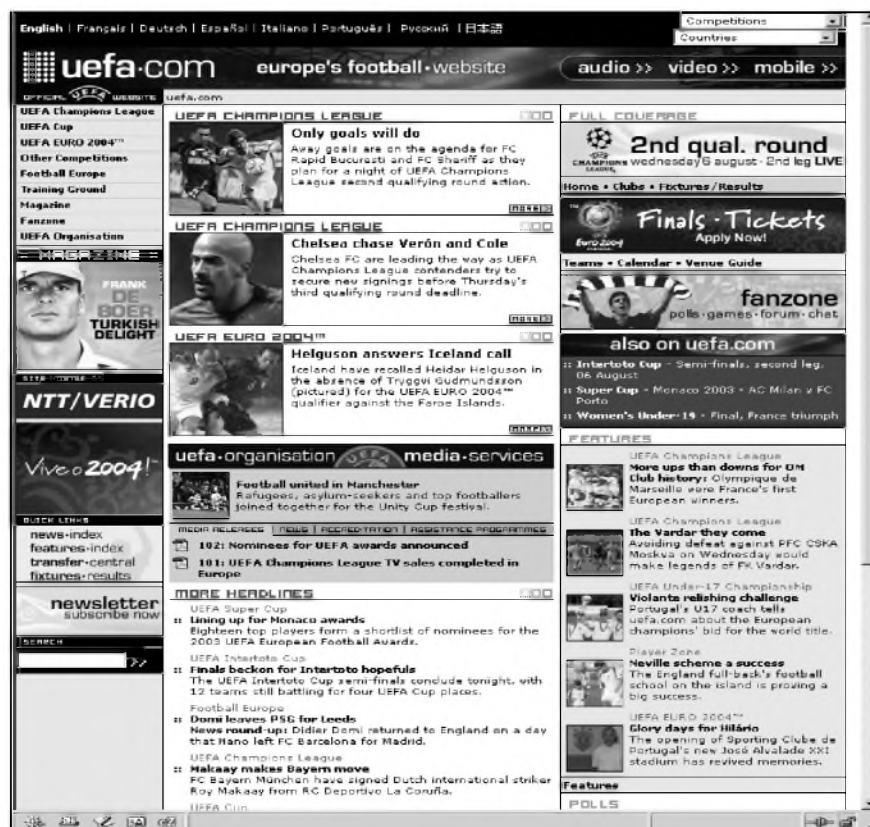 English | Français | Deutsch | Español | Italiano | Português | Русский | 日本語
Competitions
Countries
uefa.com
europe's football·website
audio >> video >> mobile >>
OFFICIAL UEFA WEBSITE
uefa.com
UEFA Champions League
UEFA Cup
UEFA EURO 2004™
Other Competitions
Football Europe
Training Ground
Magazine
Fanzone
UEFA Organisation
MAGAZINE
FRANK
DE
BOER
TURKISH
DELIGHT
NTT/VERIO
Vive o 2004!™
QUICK LINKS
news·index
features·index
transfer·central
fixtures·results
newsletter
subscribe now
SEARCH
>>
UEFA CHAMPIONS LEAGUE
Only goals will do
Away goals are on the agenda for FC
Rapid Bucuresti and FC Sheriff as they
plan for a night of UEFA Champions
League second qualifying round action.
MORE
UEFA CHAMPIONS LEAGUE
Chelsea chase Verón and Cole
Chelsea FC are leading the way as UEFA
Champions League contenders try to
secure new signings before Thursday's
third qualifying round deadline.
MORE
UEFA EURO 2004™
Helguson answers Iceland call
Iceland have recalled Heidar Helguson in
the absence of Tryggvi Gudmundsson
(pictured) for the UEFA EURO 2004™
qualifier against the Faroe Islands.
MORE
uefa·organisation UEFA media·services
Football united in Manchester
Refugees, asylum-seekers and top footballers
joined together for the Unity Cup festival.
MEDIA RELEASES | NEWS | ACCREDITATION | ASSISTANCE PROGRAMMES
102: Nominees for UEFA awards announced
101: UEFA Champions League TV sales completed in
Europe
MORE HEADLINES
UEFA Super Cup
:: Lining up for Monaco awards
Eighteen top players form a shortlist of nominees for the
2003 UEFA European Football Awards.
UEFA Intertoto Cup
:: Finals beckon for Intertoto hopefuls
The UEFA Intertoto Cup semi-finals conclude tonight, with
12 teams still battling for four UEFA Cup places.
Football Europe
:: Domi leaves PSG for Leeds
News round-up: Didier Domi returned to England on a day
that Nano left FC Barcelona for Madrid.
UEFA Champions League
:: Makaay makes Bayern move
FC Bayern München have signed Dutch international striker
Roy Makaay from RC Deportivo La Coruña.
UEFA Cup
FULL COVERAGE
CHAMPIONS LEAGUE
2nd qual. round
wednesday 6 august · 2nd leg LIVE
Home • Clubs • Fixtures/Results
Euro2004
Finals · Tickets
Apply Now!
Teams • Calendar • Venue Guide
fanzone
polls·games·forum·chat
also on uefa.com
:: Intertoto Cup - Semi-finals, second leg,
06 August
:: Super Cup - Monaco 2003 • AC Milan v FC
Porto
:: Women's Under-19 - Final, France triumph
FEATURES
UEFA Champions League
More ups than downs for OM
Club history: Olympique de
Marseille were France's first
European winners.
UEFA Champions League
The Vardar they come
Avoiding defeat against PFC CSKA
Moskva on Wednesday would
make legends of FK Vardar.
UEFA Under-17 Championship
Violante relishing challenge
Portugal's U17 coach tells
uefa.com about the European
champions' bid for the world title.
Player Zone
Neville scheme a success
The England full-back's football
school on the island is proving a
big success.
UEFA EURO 2004™
Glory days for Hilário
The opening of Sporting Clube de
Portugal's new José Alvalade XXI
stadium has revived memories.
Features
POLLS